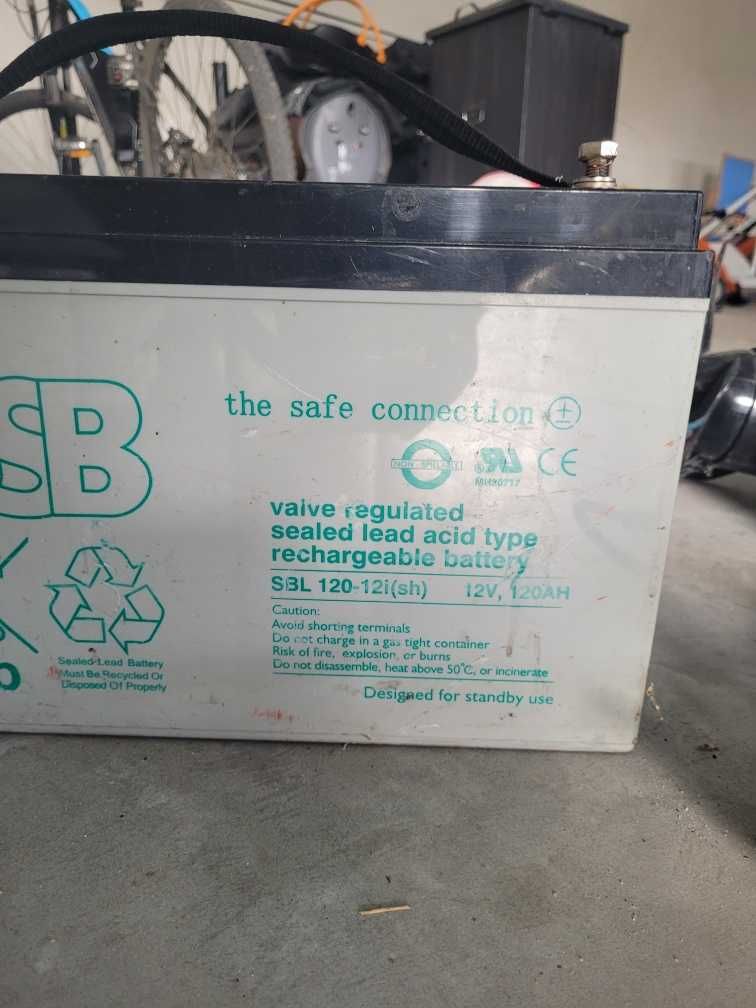 SB
the safe connection
NON-SPILLABLE
CE
valve regulated
sealed lead acid type
rechargeable battery
SBL 120-12i(sh) 12V, 120AH
Caution:
Avoid shorting terminals
Do not charge in a gas tight container
Risk of fire, explosion, or burns
Do not disassemble, heat above 50°C, or incinerate
Designed for standby use
Sealed Lead Battery
Must Be Recycled Or
Disposed Of Properly